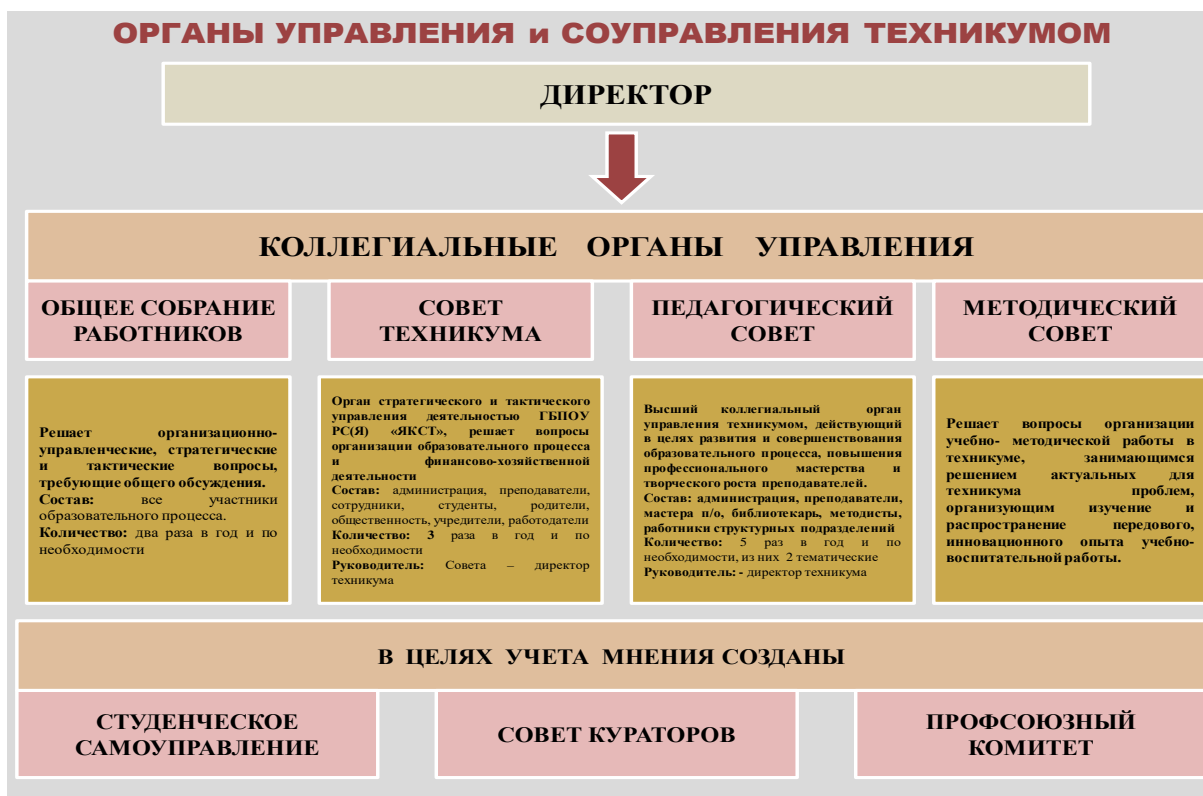 ОРГАНЫ УПРАВЛЕНИЯ и СОУПРАВЛЕНИЯ ТЕХНИКУМОМ
ДИРЕКТОР
КОЛЛЕГИАЛЬНЫЕ ОРГАНЫ УПРАВЛЕНИЯ
ОБЩЕЕ СОБРАНИЕ
РАБОТНИКОВ
СОВЕТ
ТЕХНИКУМА
ПЕДАГОГИЧЕСКИЙ
СОВЕТ
МЕТОДИЧЕСКИЙ
СОВЕТ
Решает организационно-
управленческие, стратегические
и тактические вопросы,
требующие общего обсуждения.
Состав: все участники
образовательного процесса.
Количество: два раза в год и по
необходимости
Орган стратегического и тактического
управления деятельностью ГБПОУ
РС(Я) «ЯКСТ», решает вопросы
организации образовательного процесса
и финансово-хозяйственной
деятельности
Состав: администрация, преподаватели,
сотрудники, студенты, родители,
общественность, учредители, работодатели
Количество: 3 раза в год и по
необходимости
Руководитель: Совета – директор
техникума
Высший коллегиальный орган
управления техникумом, действующий
в целях развития и совершенствования
образовательного процесса, повышения
профессионального мастерства и
творческого роста преподавателей.
Состав: администрация, преподаватели,
мастера п/о, библиотекарь, методисты,
работники структурных подразделений
Количество: 5 раз в год и по
необходимости, из них 2 тематические
Руководитель: - директор техникума
Решает вопросы организации
учебно- методической работы в
техникуме, занимающимся
решением актуальных для
техникума проблем,
организующим изучение и
распространение передового,
инновационного опыта учебно-
воспитательной работы.
В ЦЕЛЯХ УЧЕТА МНЕНИЯ СОЗДАНЫ
СТУДЕНЧЕСКОЕ
САМОУПРАВЛЕНИЕ
СОВЕТ КУРАТОРОВ
ПРОФСОЮЗНЫЙ
КОМИТЕТ